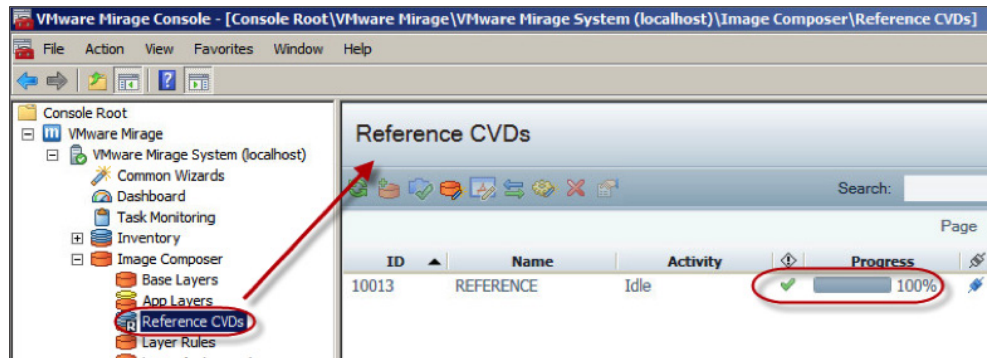 VMware Mirage Console - [Console Root\VMware Mirage\VMware Mirage System (localhost)\Image Composer\Reference CVDs]
File Action View Favorites Window Help
Console Root
VMware Mirage
VMware Mirage System (localhost)
Common Wizards
Dashboard
Task Monitoring
Inventory
Image Composer
Base Layers
App Layers
Reference CVDs
Layer Rules
Reference CVDs
Search:
Page
ID Name Activity Progress
10013 REFERENCE Idle 100%